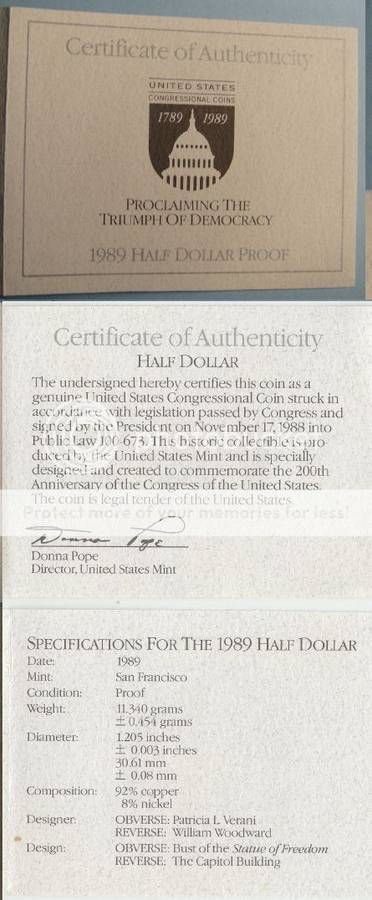 Certificate of Authenticity
UNITED STATES
CONGRESSIONAL COINS
1789 1989
PROCLAIMING THE
TRIUMPH OF DEMOCRACY
1989 HALF DOLLAR PROOF
Certificate of Authenticity
HALF DOLLAR
The undersigned hereby certifies this coin as a
genuine United States Congressional Coin struck in
accordance with legislation passed by Congress and
signed by the President on November 17, 1988 into
Public Law 100-673. This historic collectible is pro-
duced by the United States Mint and is specially
designed and created to commemorate the 200th
Anniversary of the Congress of the United States.
The coin is legal tender of the United States.
Protect more of your memories for less!
Donna Pope
Donna Pope
Director, United States Mint
SPECIFICATIONS FOR THE 1989 HALF DOLLAR
Date: 1989
Mint: San Francisco
Condition: Proof
Weight: 11.340 grams
± 0.454 grams
Diameter: 1.205 inches
± 0.003 inches
30.61 mm
± 0.08 mm
Composition: 92% copper
8% nickel
Designer: OBVERSE: Patricia L. Verani
REVERSE: William Woodward
Design: OBVERSE: Bust of the Statue of Freedom
REVERSE: The Capitol Building